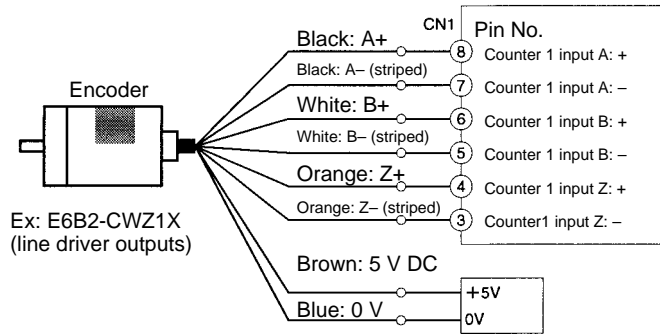 CN1 Pin No.
Black: A+ 8 Counter 1 input A: +
Black: A– (striped) 7 Counter 1 input A: –
Encoder
White: B+ 6 Counter 1 input B: +
White: B– (striped) 5 Counter 1 input B: –
Orange: Z+ 4 Counter 1 input Z: +
Orange: Z– (striped) 3 Counter1 input Z: –
Ex: E6B2-CWZ1X
(line driver outputs)
Brown: 5 V DC
+5V
Blue: 0 V 0V